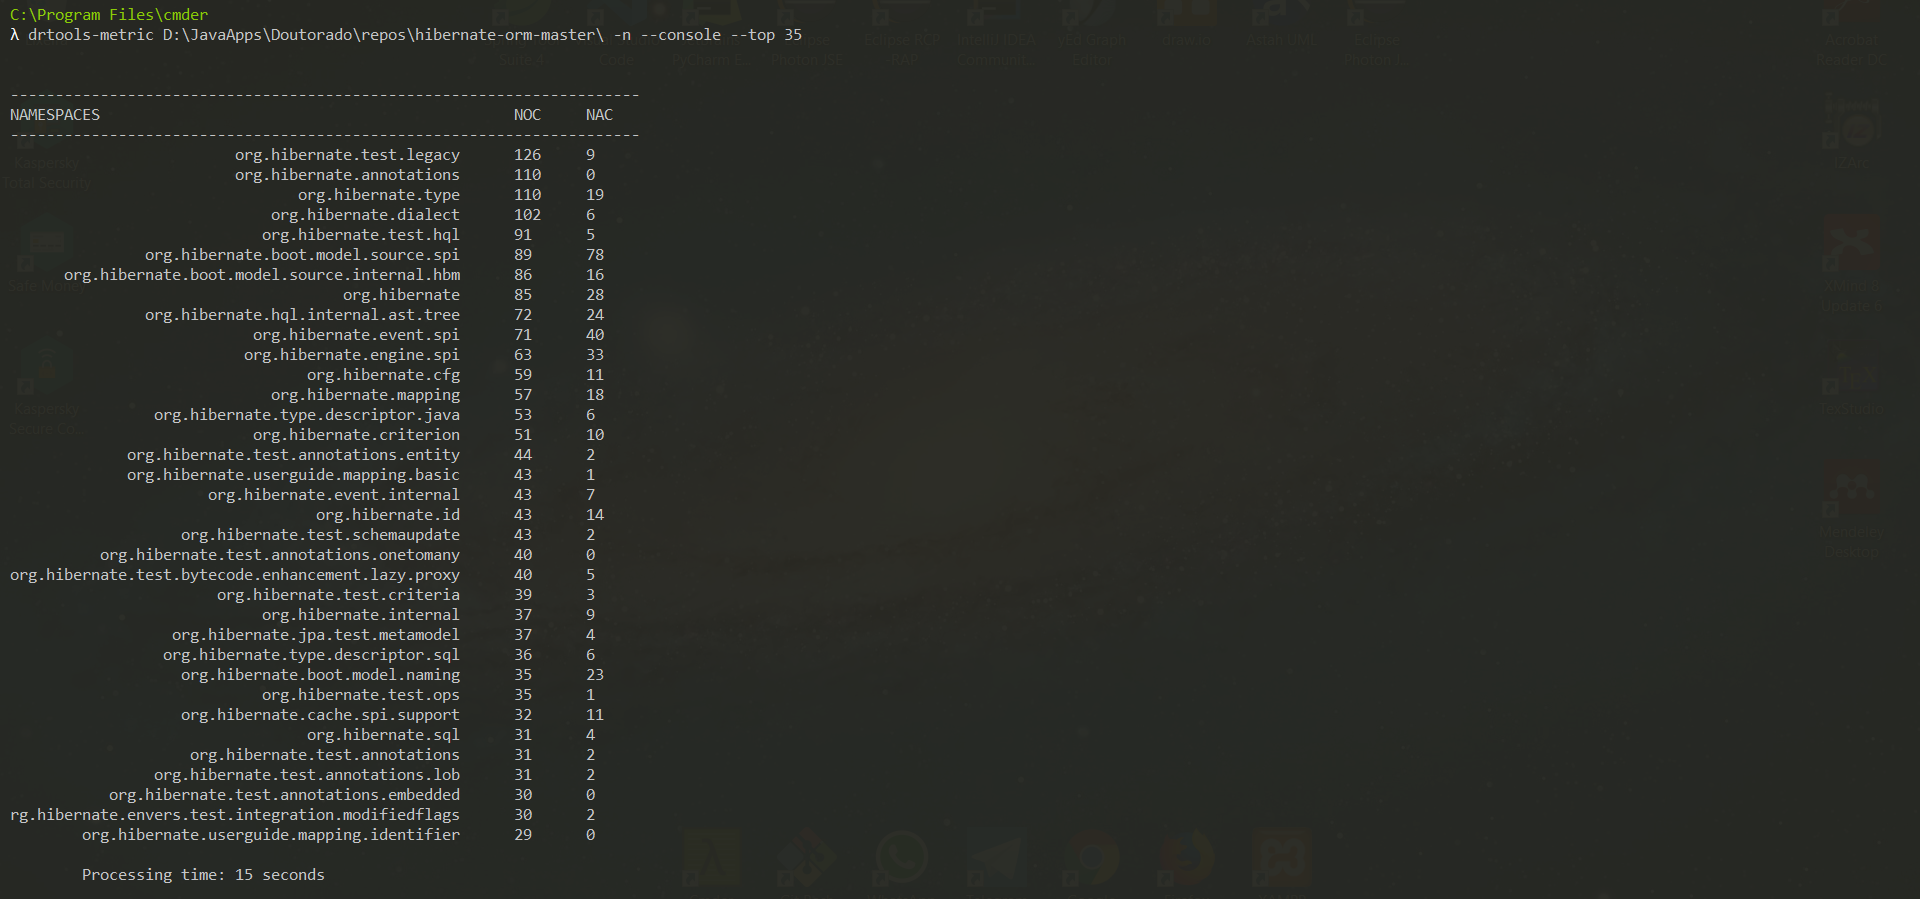 C:\Program Files\cmder
λ drtools-metric D:\JavaApps\Doutorado\repos\hibernate-orm-master\ -n --console --top 35
----------------------------------------------------------------------
NAMESPACES NOC NAC
----------------------------------------------------------------------
org.hibernate.test.legacy 126 9
org.hibernate.annotations 110 0
org.hibernate.type 110 19
org.hibernate.dialect 102 6
org.hibernate.test.hql 91 5
org.hibernate.boot.model.source.spi 89 78
org.hibernate.boot.model.source.internal.hbm 86 16
org.hibernate 85 28
org.hibernate.hql.internal.ast.tree 72 24
org.hibernate.event.spi 71 40
org.hibernate.engine.spi 63 33
org.hibernate.cfg 59 11
org.hibernate.mapping 57 18
org.hibernate.type.descriptor.java 53 6
org.hibernate.criterion 51 10
org.hibernate.test.annotations.entity 44 2
org.hibernate.userguide.mapping.basic 43 1
org.hibernate.event.internal 43 7
org.hibernate.id 43 14
org.hibernate.test.schemaupdate 43 2
org.hibernate.test.annotations.onetomany 40 0
org.hibernate.test.bytecode.enhancement.lazy.proxy 40 5
org.hibernate.test.criteria 39 3
org.hibernate.internal 37 9
org.hibernate.jpa.test.metamodel 37 4
org.hibernate.type.descriptor.sql 36 6
org.hibernate.boot.model.naming 35 23
org.hibernate.test.ops 35 1
org.hibernate.cache.spi.support 32 11
org.hibernate.sql 31 4
org.hibernate.test.annotations 31 2
org.hibernate.test.annotations.lob 31 2
org.hibernate.test.annotations.embedded 30 0
rg.hibernate.envers.test.integration.modifiedflags 30 2
org.hibernate.userguide.mapping.identifier 29 0
Processing time: 15 seconds
Kaspersky
Total Security
Safe Money
Kaspersky
Acrobat
Reader DC
Mendeley
Desktop